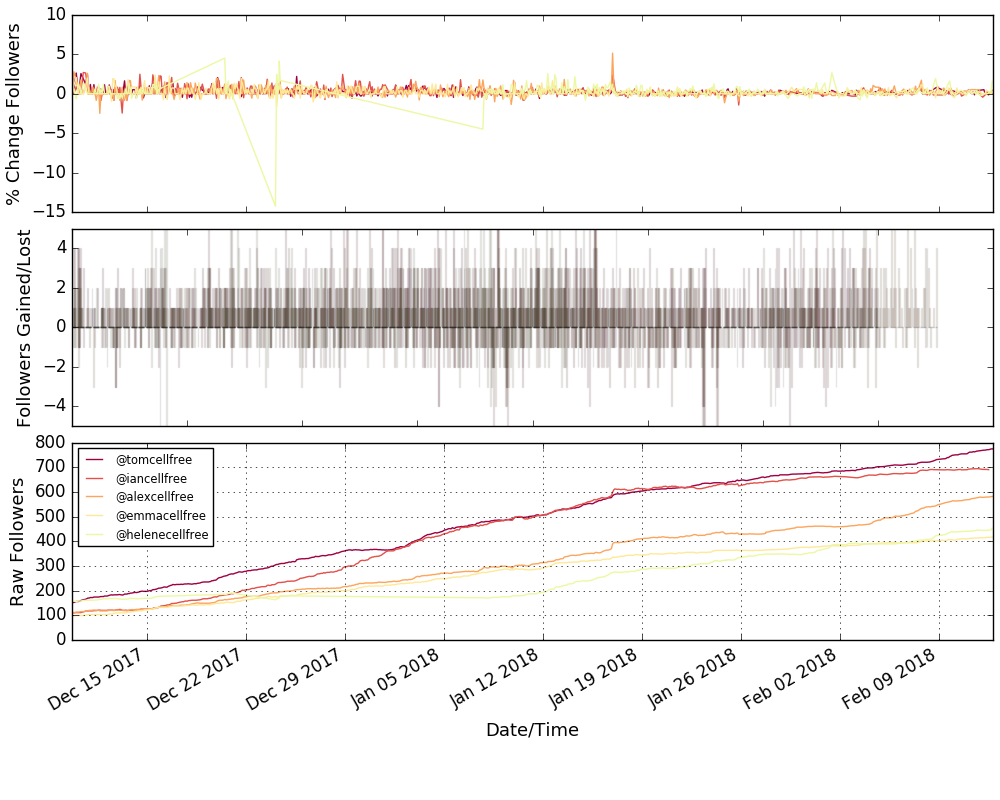 10
5
0
−5
−10
−15
% Change Followers
4
2
0
−2
−4
Followers Gained/Lost
800
700
600
500
400
300
200
100
0
Raw Followers
@tomcellfree
@iancellfree
@alexcellfree
@emmacellfree
@helenecellfree
Dec 15 2017
Dec 22 2017
Dec 29 2017
Jan 05 2018
Jan 12 2018
Jan 19 2018
Jan 26 2018
Feb 02 2018
Feb 09 2018
Date/Time